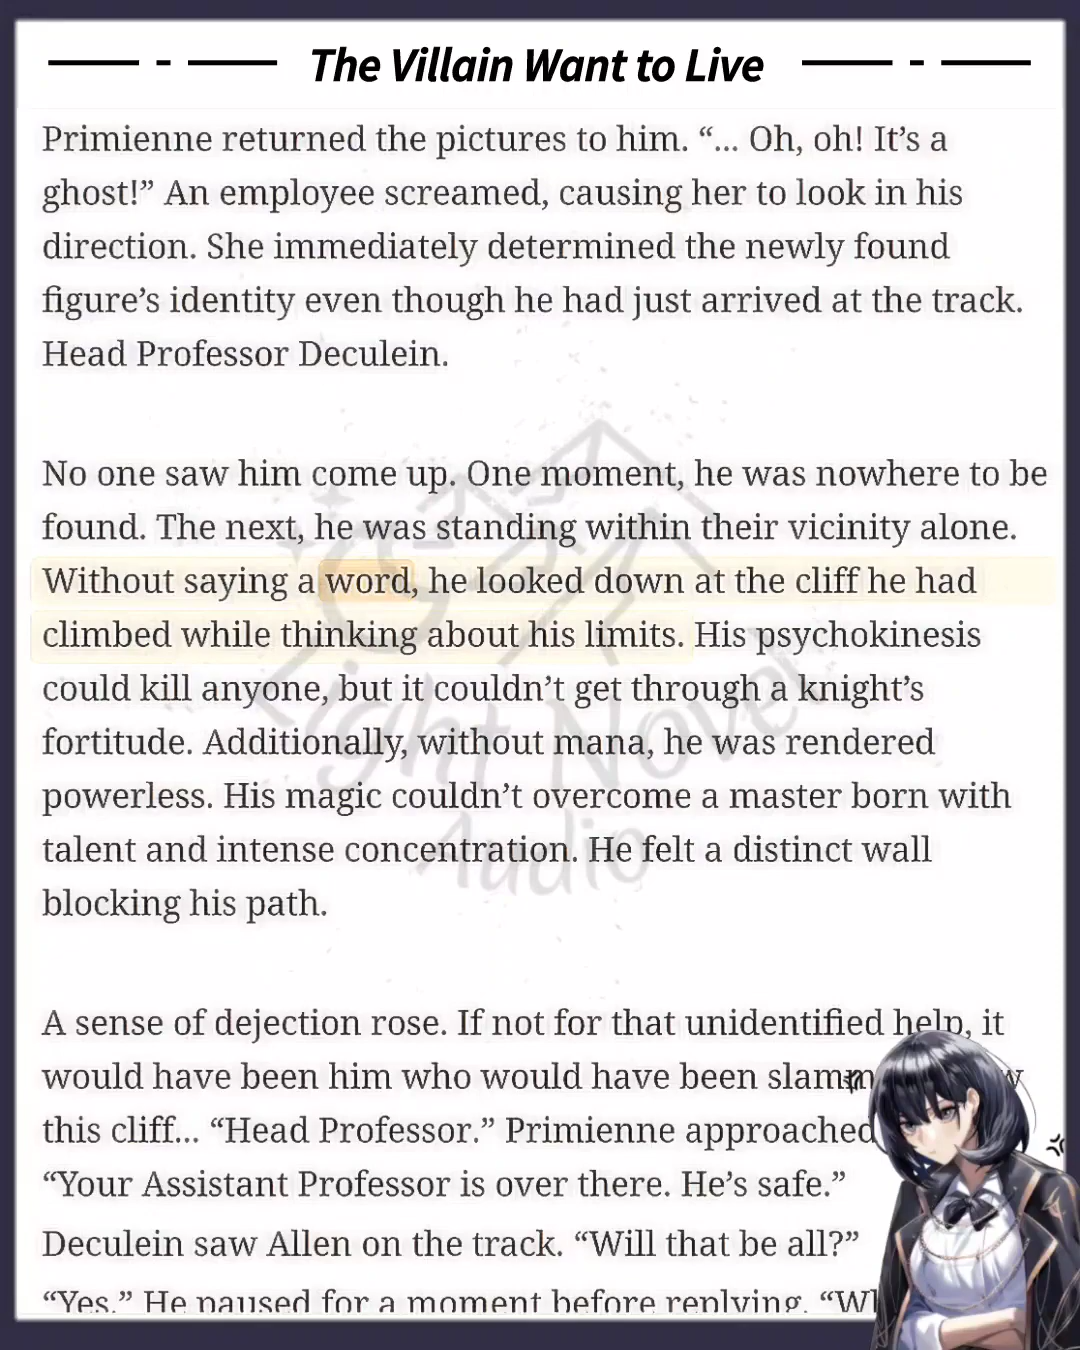 The Villain Want to Live
Primienne returned the pictures to him. “... Oh, oh! It’s a
ghost!” An employee screamed, causing her to look in his
direction. She immediately determined the newly found
figure’s identity even though he had just arrived at the track.
Head Professor Deculein.
No one saw him come up. One moment, he was nowhere to be
found. The next, he was standing within their vicinity alone.
Without saying a word, he looked down at the cliff he had
climbed while thinking about his limits. His psychokinesis
could kill anyone, but it couldn’t get through a knight’s
fortitude. Additionally, without mana, he was rendered
powerless. His magic couldn’t overcome a master born with
talent and intense concentration. He felt a distinct wall
blocking his path.
A sense of dejection rose. If not for that unidentified help, it
would have been him who would have been
this cliff... “Head Professor.” Primienne approached
“Your Assistant Professor is over there. He’s safe.”
Deculein saw Allen on the track. “Will that be all?”
“Yes.” He paused for a moment before replying.
Light Novel
Audio